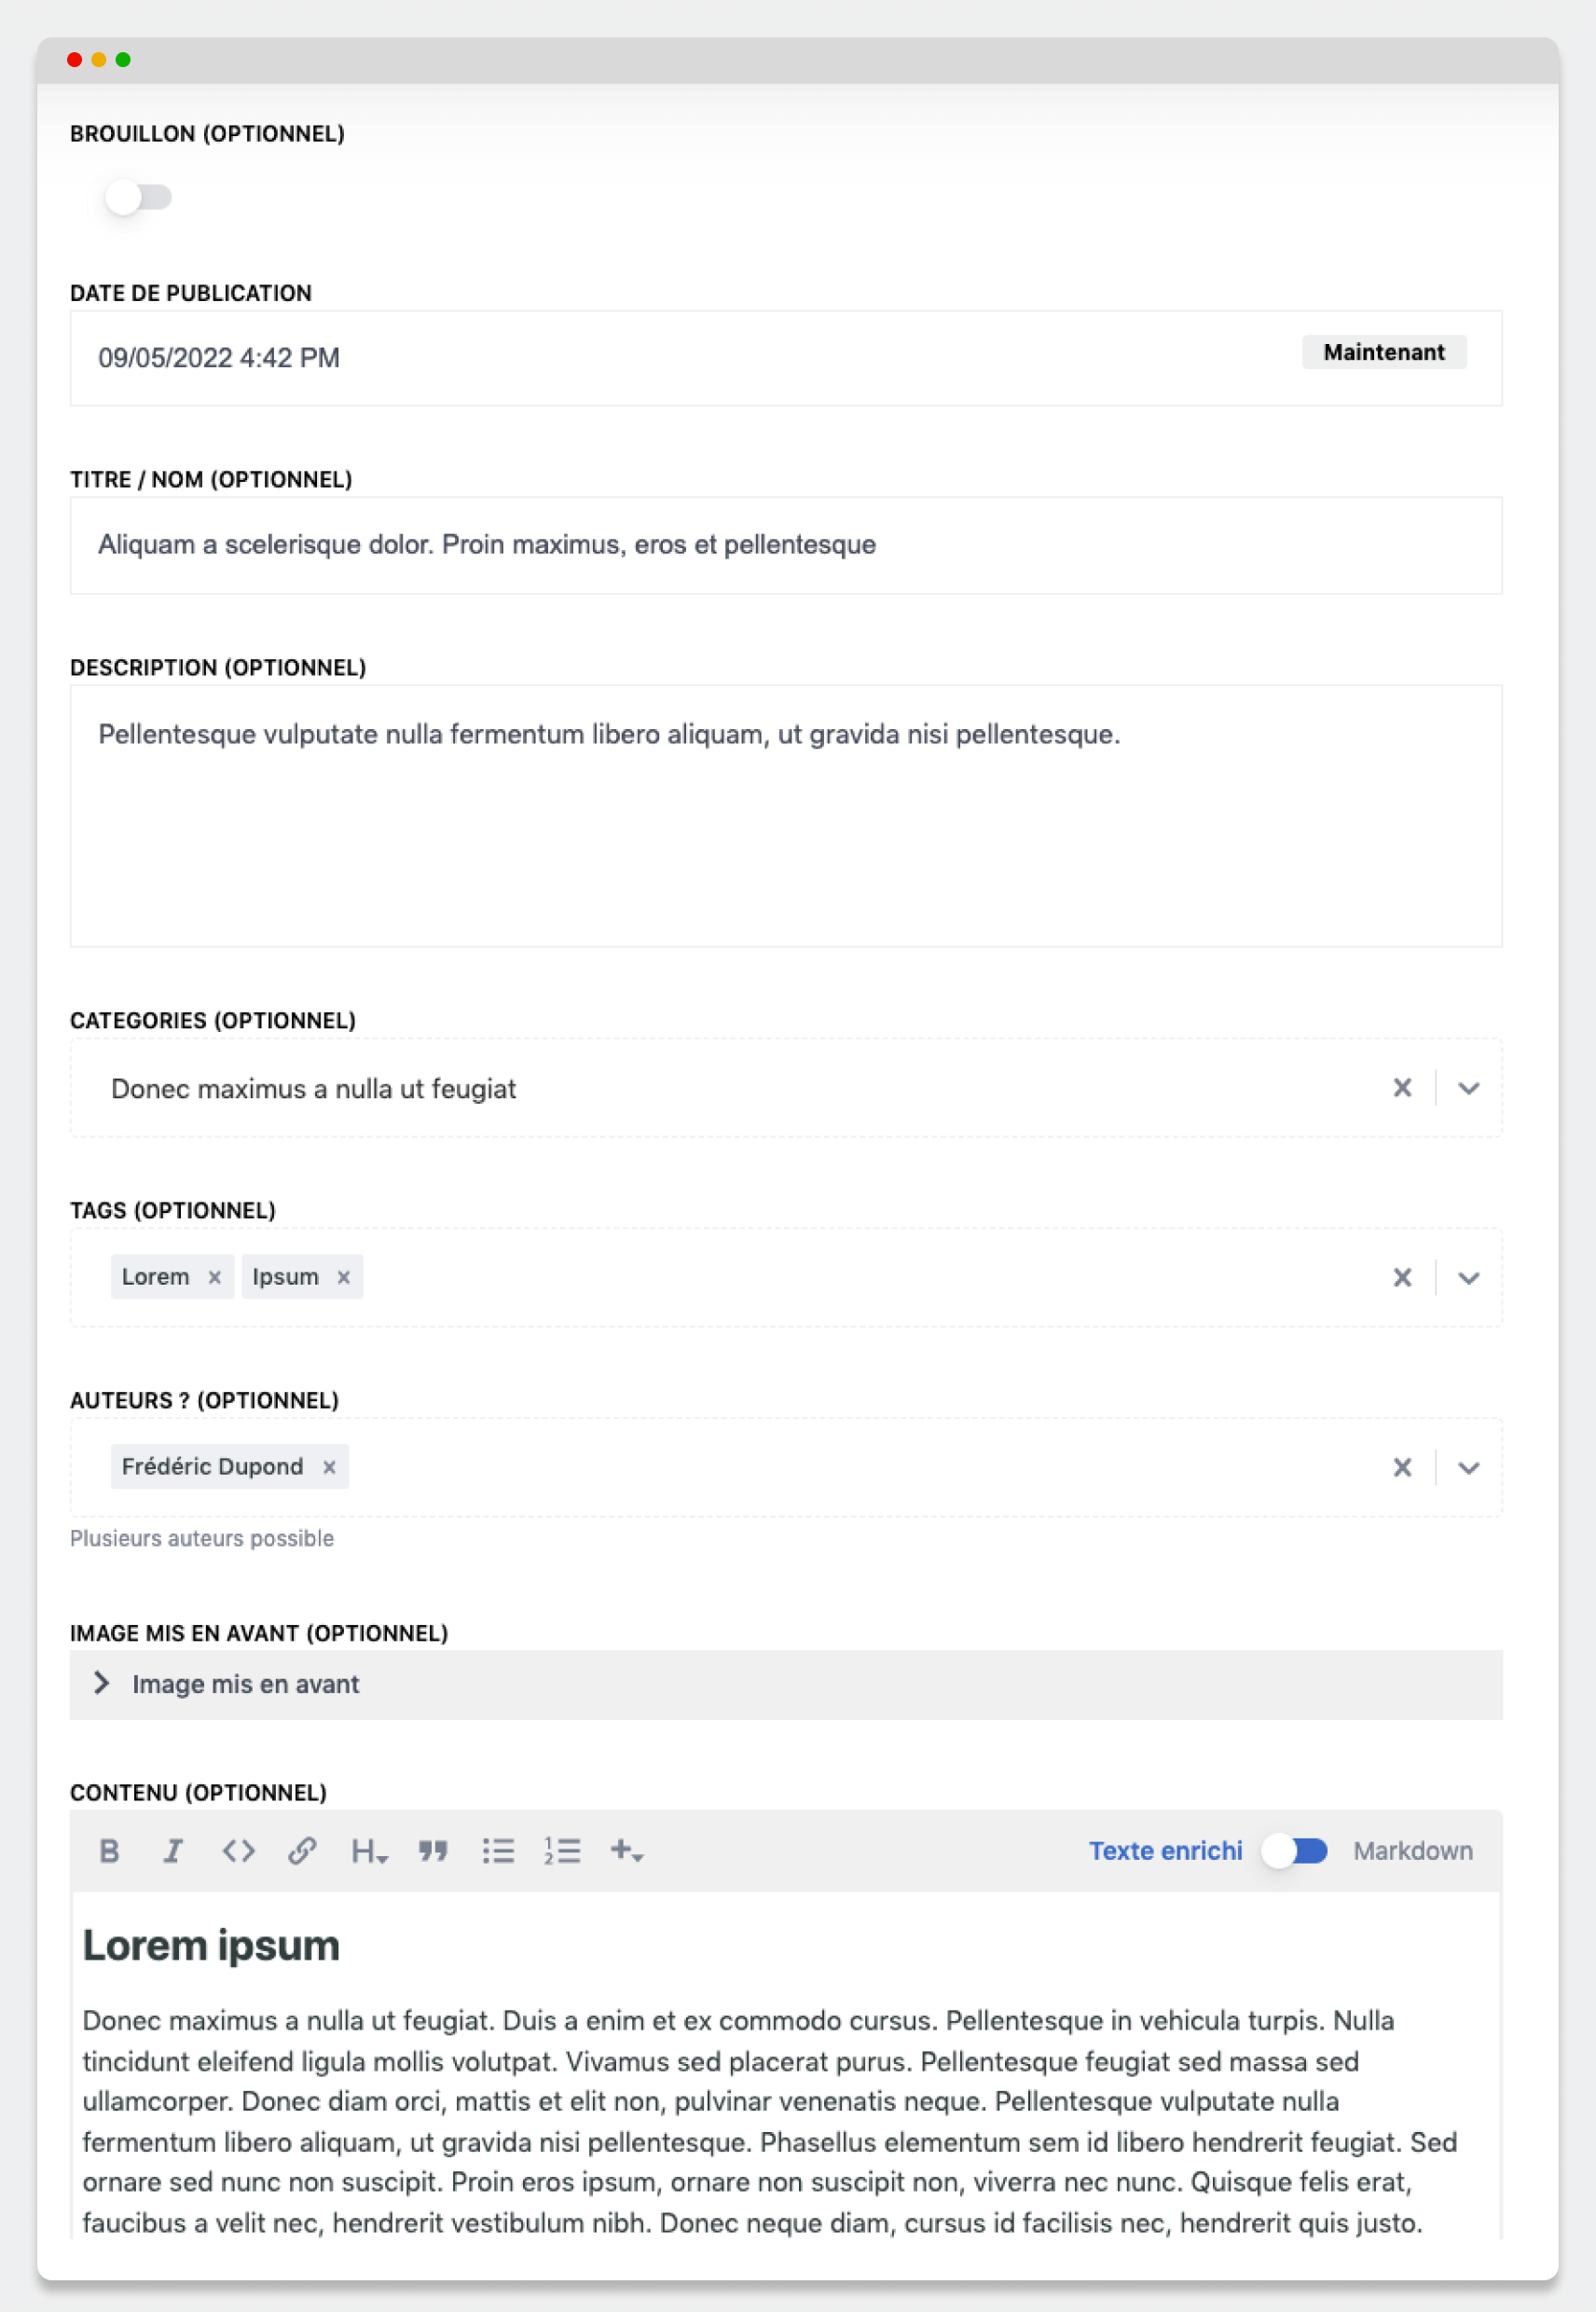 BROUILLON (OPTIONNEL)
DATE DE PUBLICATION
09/05/2022 4:42 PM
Maintenant
TITRE / NOM (OPTIONNEL)
Aliquam a scelerisque dolor. Proin maximus, eros et pellentesque
DESCRIPTION (OPTIONNEL)
Pellentesque vulputate nulla fermentum libero aliquam, ut gravida nisi pellentesque.
CATEGORIES (OPTIONNEL)
Donec maximus a nulla ut feugiat
TAGS (OPTIONNEL)
Lorem
Ipsum
AUTEURS ? (OPTIONNEL)
Frédéric Dupond
Plusieurs auteurs possible
IMAGE MIS EN AVANT (OPTIONNEL)
Image mis en avant
CONTENU (OPTIONNEL)
Texte enrichi
Markdown
Lorem ipsum
Donec maximus a nulla ut feugiat. Duis a enim et ex commodo cursus. Pellentesque in vehicula turpis. Nulla
tincidunt eleifend ligula mollis volutpat. Vivamus sed placerat purus. Pellentesque feugiat sed massa sed
ullamcorper. Donec diam orci, mattis et elit non, pulvinar venenatis neque. Pellentesque vulputate nulla
fermentum libero aliquam, ut gravida nisi pellentesque. Phasellus elementum sem id libero hendrerit feugiat. Sed
ornare sed nunc non suscipit. Proin eros ipsum, ornare non suscipit non, viverra nec nunc. Quisque felis erat,
faucibus a velit nec, hendrerit vestibulum nibh. Donec neque diam, cursus id facilisis nec, hendrerit quis justo.